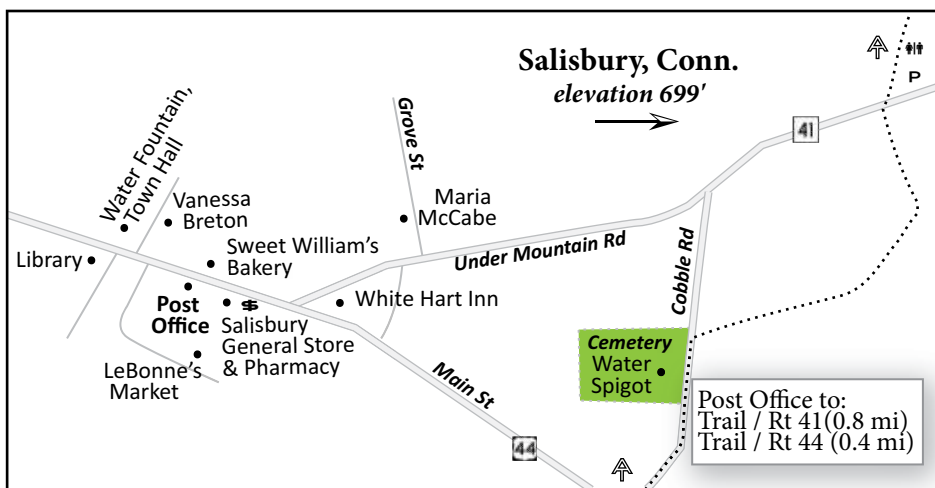 Salisbury, Conn.
elevation 699'
P
41
Grove St
Water Fountain,
Town Hall
Vanessa
Breton
Maria
McCabe
Sweet William's
Bakery
Under Mountain Rd
Cobble Rd
Library
Post
Office
$
White Hart Inn
Salisbury
General Store
& Pharmacy
LeBonne's
Market
Main St
Cemetery
Water
Spigot
44
Post Office to:
Trail / Rt 41(0.8 mi)
Trail / Rt 44 (0.4 mi)